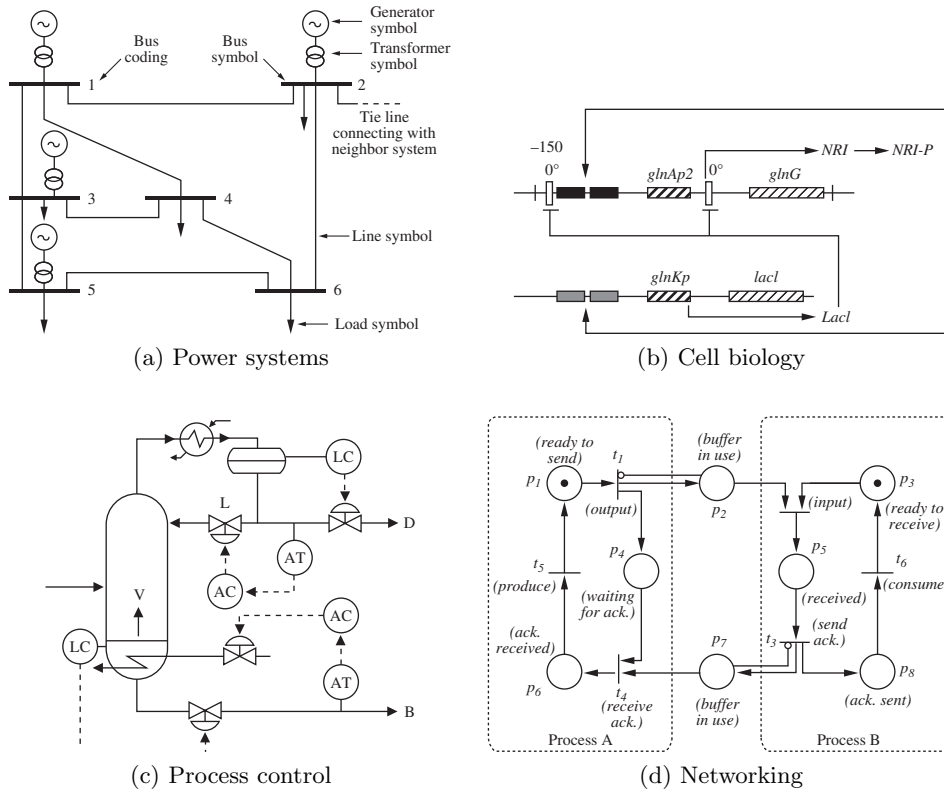 Generator
symbol
Bus
coding
Bus
symbol
Transformer
symbol
1
2
Tie line
connecting with
neighbor system
3
4
Line symbol
5
6
Load symbol
(a) Power systems
–150
0°
glnAp2
0°
NRI
NRI-P
glnG
glnKp
lacl
Lacl
(b) Cell biology
LC
L
D
AT
AC
V
AC
LC
AT
B
(c) Process control
(ready to
send)
t1
(buffer
in use)
p1
p2
p3
(output)
(input)
(ready to
receive)
p4
p5
t5
t6
(produce)
(waiting
for ack.)
(received)
(consume)
(ack.
received)
p7
t3
(send
ack.)
p6
t4
p8
(receive
ack.)
(buffer
in use)
(ack. sent)
Process A
Process B
(d) Networking